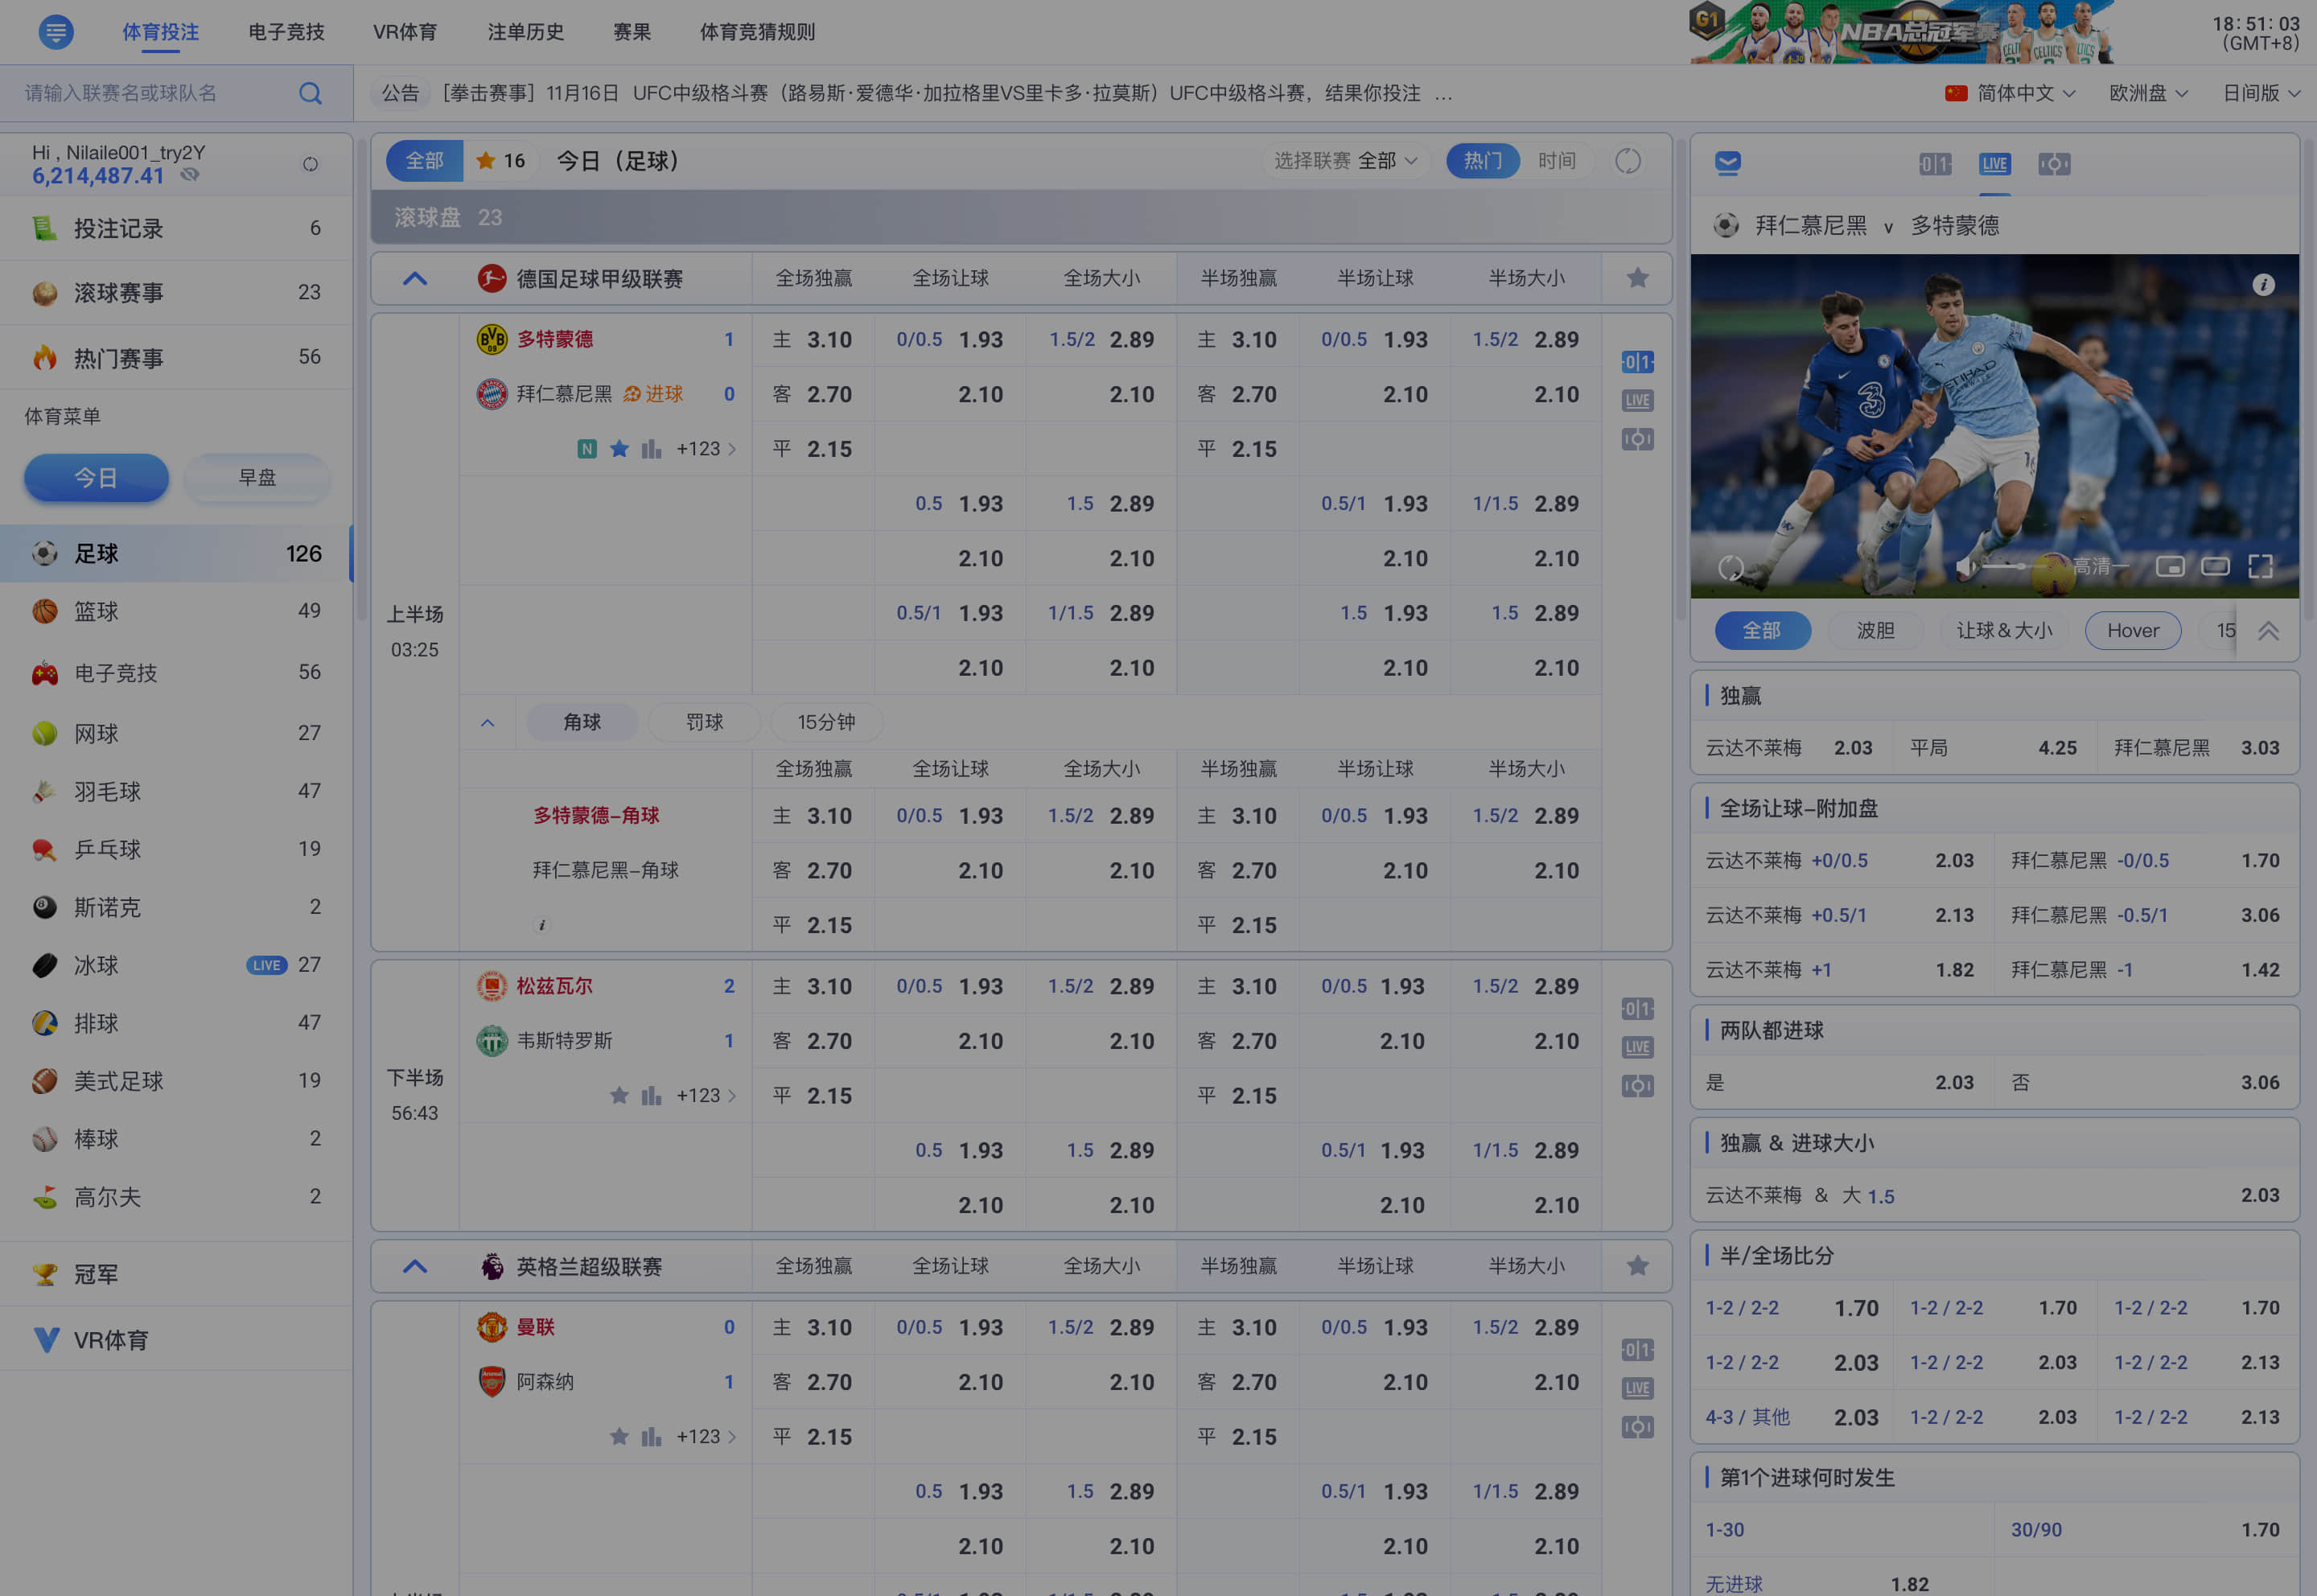 体育投注 电子竞技 VR体育 注单历史 赛果 体育竞猜规则
G1 NBA总冠军赛
18:51:03
(GMT+8)
请输入联赛名或球队名
公告 [拳击赛事] 11月16日 UFC中级格斗赛（路易斯·爱德华·加拉格里VS里卡多·拉莫斯）UFC中级格斗赛，结果你投注 …
简体中文 欧洲盘 日间版
Hi , Nilaile001_try2Y
6,214,487.41
投注记录 6
滚球赛事 23
热门赛事 56
体育菜单
今日 早盘
足球 126
篮球 49
电子竞技 56
网球 27
羽毛球 47
乒乓球 19
斯诺克 2
冰球 LIVE 27
排球 47
美式足球 19
棒球 2
高尔夫 2
冠军
VR体育
全部 16 今日（足球） 选择联赛 全部 热门 时间
滚球盘 23
德国足球甲级联赛 全场独赢 全场让球 全场大小 半场独赢 半场让球 半场大小
上半场
03:25
多特蒙德 1 主 3.10 0/0.5 1.93 1.5/2 2.89 主 3.10 0/0.5 1.93 1.5/2 2.89
拜仁慕尼黑 进球 0 客 2.70 2.10 2.10 客 2.70 2.10 2.10
N +123 平 2.15 平 2.15
0.5 1.93 1.5 2.89 0.5/1 1.93 1/1.5 2.89
2.10 2.10 2.10 2.10
0.5/1 1.93 1/1.5 2.89 1.5 1.93 1.5 2.89
2.10 2.10 2.10 2.10
0|1
LIVE
角球 罚球 15分钟
全场独赢 全场让球 全场大小 半场独赢 半场让球 半场大小
多特蒙德–角球 主 3.10 0/0.5 1.93 1.5/2 2.89 主 3.10 0/0.5 1.93 1.5/2 2.89
拜仁慕尼黑–角球 客 2.70 2.10 2.10 客 2.70 2.10 2.10
i 平 2.15 平 2.15
下半场
56:43
松兹瓦尔 2 主 3.10 0/0.5 1.93 1.5/2 2.89 主 3.10 0/0.5 1.93 1.5/2 2.89
韦斯特罗斯 1 客 2.70 2.10 2.10 客 2.70 2.10 2.10
+123 平 2.15 平 2.15
0.5 1.93 1.5 2.89 0.5/1 1.93 1/1.5 2.89
2.10 2.10 2.10 2.10
0|1
LIVE
英格兰超级联赛 全场独赢 全场让球 全场大小 半场独赢 半场让球 半场大小
曼联 0 主 3.10 0/0.5 1.93 1.5/2 2.89 主 3.10 0/0.5 1.93 1.5/2 2.89
阿森纳 1 客 2.70 2.10 2.10 客 2.70 2.10 2.10
+123 平 2.15 平 2.15
0.5 1.93 1.5 2.89 0.5/1 1.93 1/1.5 2.89
2.10 2.10 2.10 2.10
0|1
LIVE
0|1 LIVE
拜仁慕尼黑 v 多特蒙德
i
3
ETIHAD
高清
全部 波胆 让球＆大小 Hover 15
独赢
云达不莱梅 2.03 平局 4.25 拜仁慕尼黑 3.03
全场让球–附加盘
云达不莱梅 +0/0.5 2.03 拜仁慕尼黑 -0/0.5 1.70
云达不莱梅 +0.5/1 2.13 拜仁慕尼黑 -0.5/1 3.06
云达不莱梅 +1 1.82 拜仁慕尼黑 -1 1.42
两队都进球
是 2.03 否 3.06
独赢 & 进球大小
云达不莱梅 & 大 1.5 2.03
半/全场比分
1-2 / 2-2 1.70 1-2 / 2-2 1.70 1-2 / 2-2 1.70
1-2 / 2-2 2.03 1-2 / 2-2 2.03 1-2 / 2-2 2.13
4-3 / 其他 2.03 1-2 / 2-2 2.03 1-2 / 2-2 2.13
第1个进球何时发生
1-30 30/90 1.70
无进球 1.82